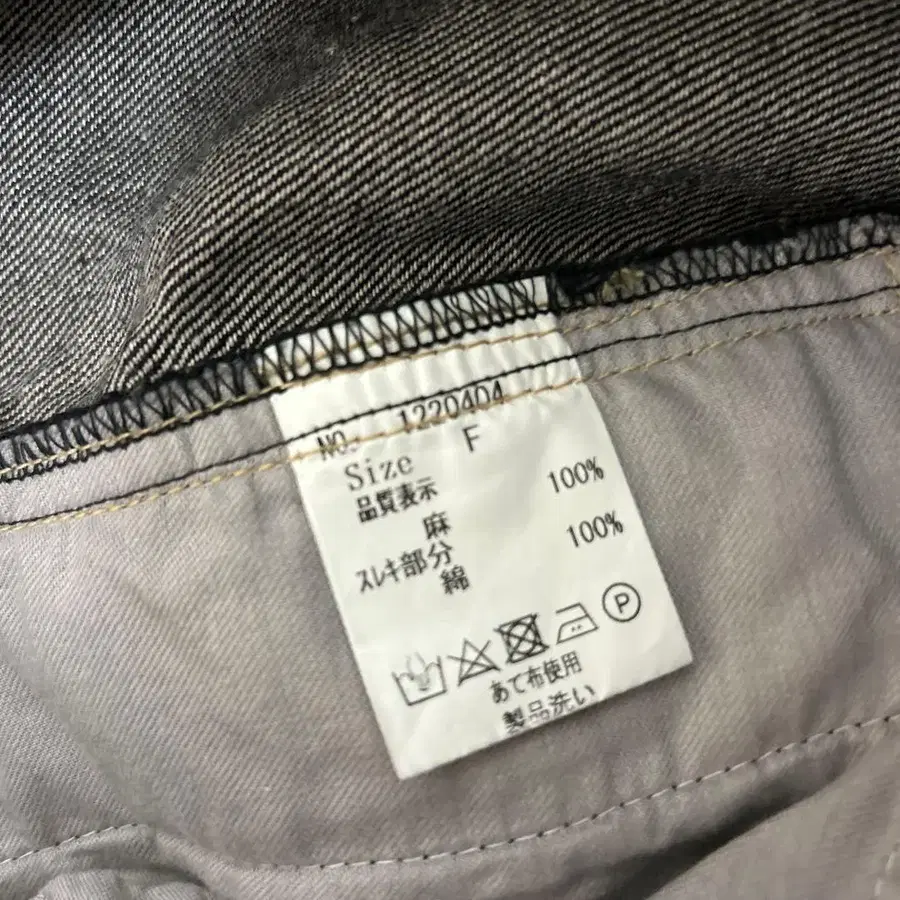 NO. 1220404
Size F
品質表示
麻 100%
スレキ部分
綿 100%
P
あて布使用
製品洗い